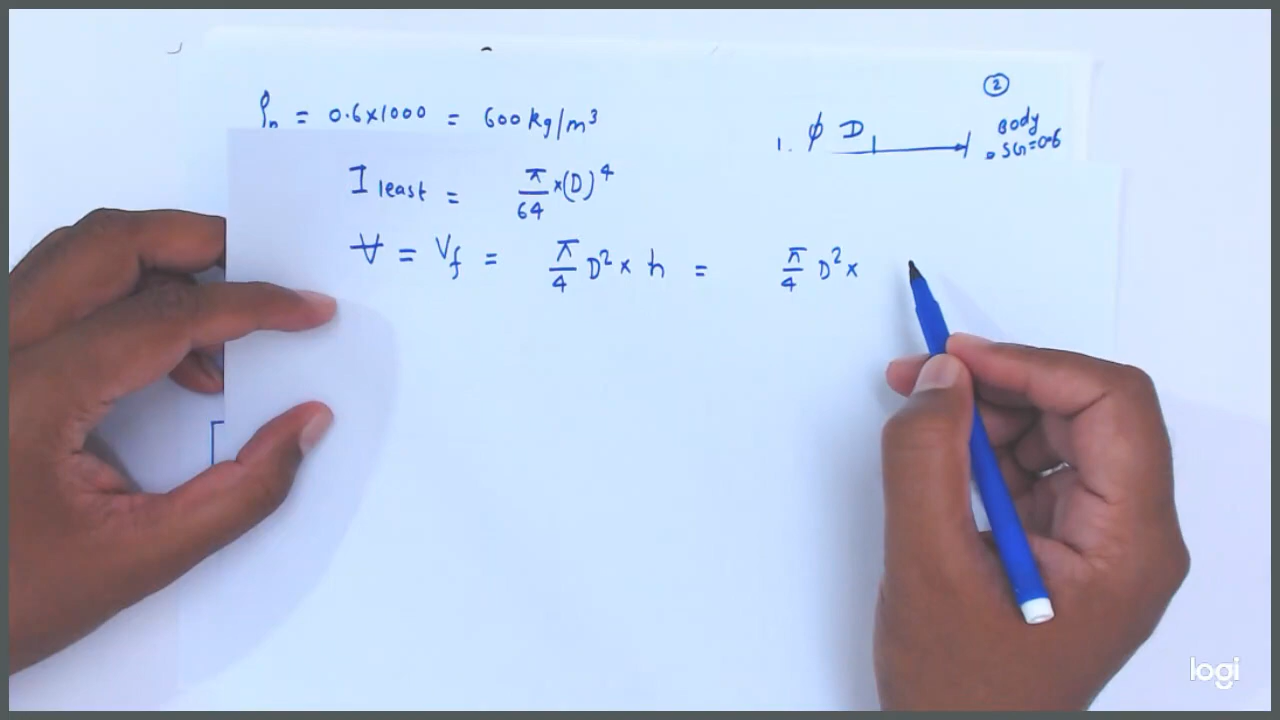 ②
ρn = 0.6×1000 = 600 kg/m³
1. ϕ D
Body
SG=0.6
I least = π/64 ×(D)⁴
V = Vf = π/4 D² × h = π/4 D² ×
logi